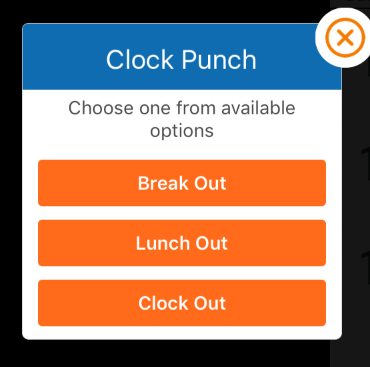 Clock Punch
Choose one from available
options
Break Out
Lunch Out
Clock Out